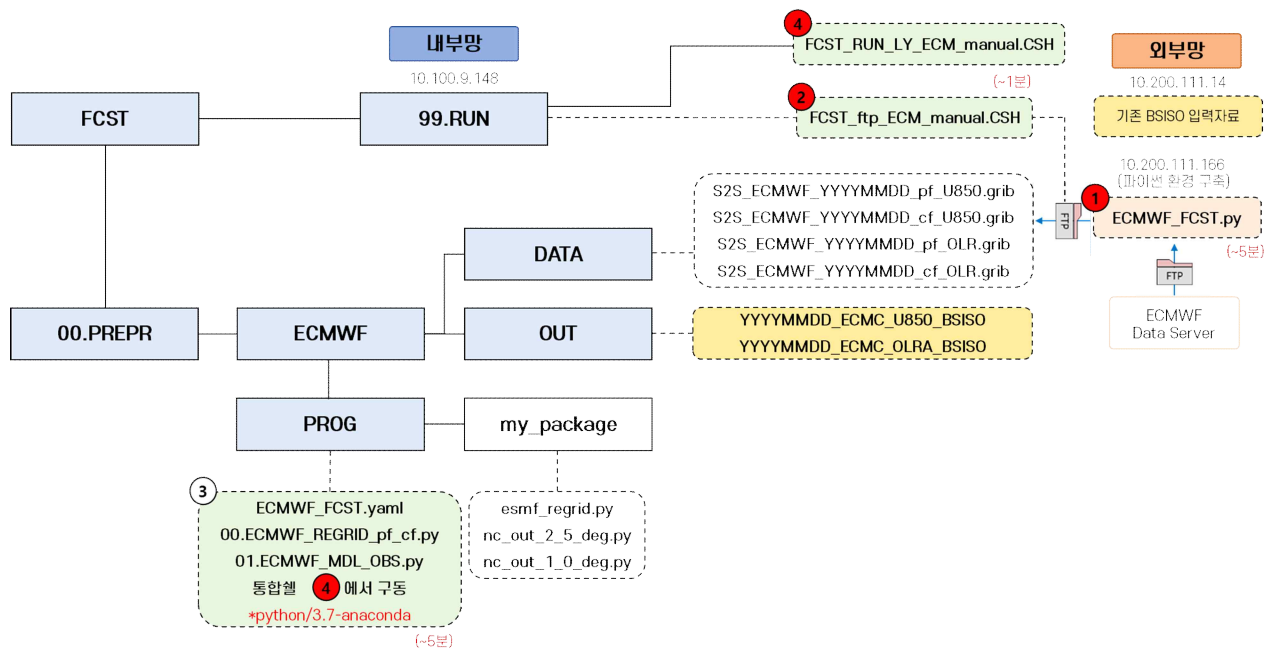 4
내부망
FCST_RUN_LY_ECM_manual.CSH
외부망
10.100.9.148
(~1분)
10.200.111.14
2
FCST
99.RUN
FCST_ftp_ECM_manual.CSH
기존 BSISO 입력자료
10.200.111.166
(파이썬 환경 구축)
S2S_ECMWF_YYYYMMDD_pf_U850.grib
1
S2S_ECMWF_YYYYMMDD_cf_U850.grib
FTP
ECMWF_FCST.py
DATA
S2S_ECMWF_YYYYMMDD_pf_OLR.grib
(~5분)
S2S_ECMWF_YYYYMMDD_cf_OLR.grib
FTP
00.PREPR
ECMWF
OUT
YYYYMMDD_ECMC_U850_BSISO
YYYYMMDD_ECMC_OLRA_BSISO
ECMWF
Data Server
PROG
my_package
3
ECMWF_FCST.yaml
00.ECMWF_REGRID_pf_cf.py
01.ECMWF_MDL_OBS.py
통합쉘 4 에서 구동
*python/3.7-anaconda
(~5분)
esmf_regrid.py
nc_out_2_5_deg.py
nc_out_1_0_deg.py